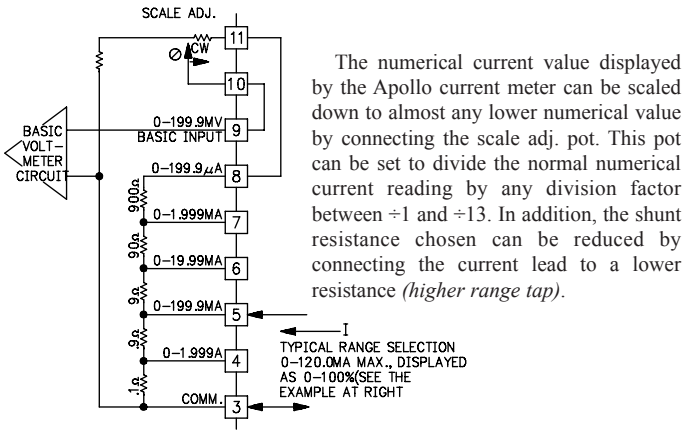 SCALE ADJ.
11
CW
10
0-199.9MV
BASIC INPUT
9
BASIC
VOLT-
METER
CIRCUIT
0-199.9µA
8
900Ω
0-1.999MA
7
90Ω
0-19.99MA
6
9Ω
0-199.9MA
5
I
.9Ω
0-1.999A
4
.1Ω
COMM.
3
TYPICAL RANGE SELECTION
0-120.0MA MAX., DISPLAYED
AS 0-100%(SEE THE
EXAMPLE AT RIGHT
The numerical current value displayed
by the Apollo current meter can be scaled
down to almost any lower numerical value
by connecting the scale adj. pot. This pot
can be set to divide the normal numerical
current reading by any division factor
between ÷1 and ÷13. In addition, the shunt
resistance chosen can be reduced by
connecting the current lead to a lower
resistance (higher range tap).